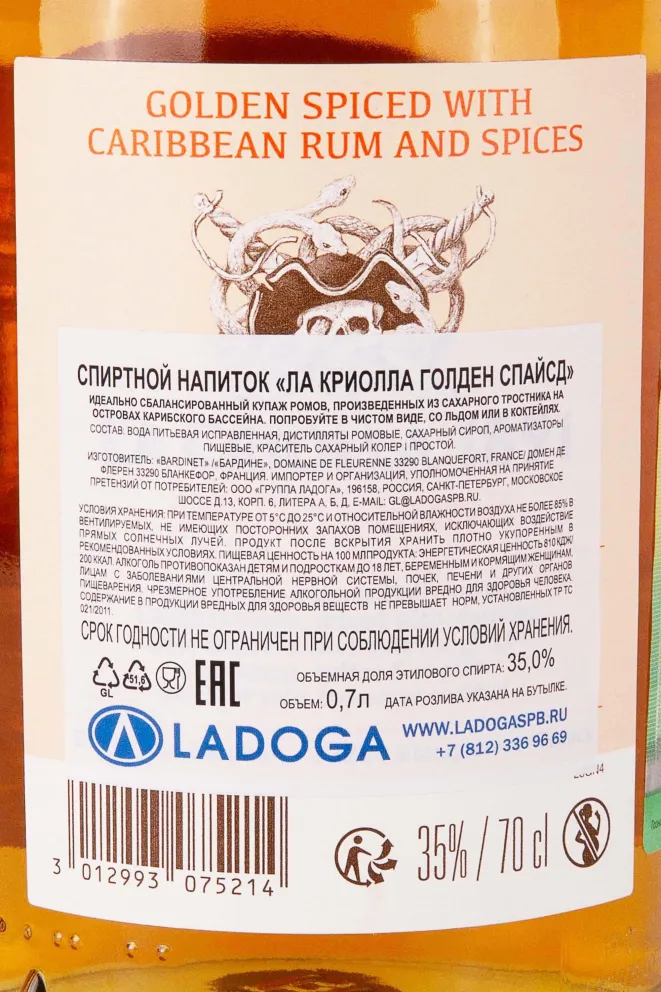 GOLDEN SPICED WITH
CARIBBEAN RUM AND SPICES
СПИРТНОЙ НАПИТОК «ЛА КРИОЛЛА ГОЛДЕН СПАЙСД»
ИДЕАЛЬНО СБАЛАНСИРОВАННЫЙ КУПАЖ РОМОВ, ПРОИЗВЕДЕННЫХ ИЗ САХАРНОГО ТРОСТНИКА НА
ОСТРОВАХ КАРИБСКОГО БАССЕЙНА. ПОПРОБУЙТЕ В ЧИСТОМ ВИДЕ, СО ЛЬДОМ ИЛИ В КОКТЕЙЛЯХ.
СОСТАВ: ВОДА ПИТЬЕВАЯ ИСПРАВЛЕННАЯ, ДИСТИЛЛЯТЫ РОМОВЫЕ, САХАРНЫЙ СИРОП, АРОМАТИЗАТОРЫ
ПИЩЕВЫЕ, КРАСИТЕЛЬ САХАРНЫЙ КОЛЕР I ПРОСТОЙ.
ИЗГОТОВИТЕЛЬ: «BARDINET» /«БАРДИНЕ», DOMAINE DE FLEURENNE 33290 BLANQUEFORT, FRANCE/ ДОМЕН ДЕ
ФЛЕРЕН 33290 БЛАНКЕФОР, ФРАНЦИЯ. ИМПОРТЕР И ОРГАНИЗАЦИЯ, УПОЛНОМОЧЕННАЯ НА ПРИНЯТИЕ
ПРЕТЕНЗИЙ ОТ ПОТРЕБИТЕЛЕЙ: ООО «ГРУППА ЛАДОГА», 196158, РОССИЯ, САНКТ-ПЕТЕРБУРГ, МОСКОВСКОЕ
ШОССЕ Д.13, КОРП. 6, ЛИТЕРА А, Б, Д, E-MAIL: GL@LADOGASPB.RU.
УСЛОВИЯ ХРАНЕНИЯ: ПРИ ТЕМПЕРАТУРЕ ОТ 5°С ДО 25°С И ОТНОСИТЕЛЬНОЙ ВЛАЖНОСТИ ВОЗДУХА НЕ БОЛЕЕ 85% В
ВЕНТИЛИРУЕМЫХ, НЕ ИМЕЮЩИХ ПОСТОРОННИХ ЗАПАХОВ ПОМЕЩЕНИЯХ, ИСКЛЮЧАЮЩИХ ВОЗДЕЙСТВИЕ
ПРЯМЫХ СОЛНЕЧНЫХ ЛУЧЕЙ. ПРОДУКТ ПОСЛЕ ВСКРЫТИЯ ХРАНИТЬ ПЛОТНО УКУПОРЕННЫМ В
РЕКОМЕНДОВАННЫХ УСЛОВИЯХ. ПИЩЕВАЯ ЦЕННОСТЬ НА 100 МЛПРОДУКТА: ЭНЕРГЕТИЧЕСКАЯ ЦЕННОСТЬ 810 КДЖ/
200 ККАЛ. АЛКОГОЛЬ ПРОТИВОПОКАЗАН ДЕТЯМ И ПОДРОСТКАМ ДО 18 ЛЕТ, БЕРЕМЕННЫМ И КОРМЯЩИМ ЖЕНЩИНАМ,
ЛИЦАМ С ЗАБОЛЕВАНИЯМИ ЦЕНТРАЛЬНОЙ НЕРВНОЙ СИСТЕМЫ, ПОЧЕК, ПЕЧЕНИ И ДРУГИХ ОРГАНОВ
ПИЩЕВАРЕНИЯ. ЧРЕЗМЕРНОЕ УПОТРЕБЛЕНИЕ АЛКОГОЛЬНОЙ ПРОДУКЦИИ ВРЕДНО ДЛЯ ЗДОРОВЬЯ ЧЕЛОВЕКА.
СОДЕРЖАНИЕ В ПРОДУКЦИИ ВРЕДНЫХ ДЛЯ ЗДОРОВЬЯ ВЕЩЕСТВ НЕ ПРЕВЫШАЕТ НОРМ, УСТАНОВЛЕННЫХ ТР ТС
021/2011.
СРОК ГОДНОСТИ НЕ ОГРАНИЧЕН ПРИ СОБЛЮДЕНИИ УСЛОВИЙ ХРАНЕНИЯ.
GL
51,6
EAC
ОБЪЕМНАЯ ДОЛЯ ЭТИЛОВОГО СПИРТА: 35,0%
ОБЪЕМ: 0,7л ДАТА РОЗЛИВА УКАЗАНА НА БУТЫЛКЕ.
LADOGA
WWW.LADOGASPB.RU
+7 (812) 336 96 69
3 012993 075214
35% / 70 cl